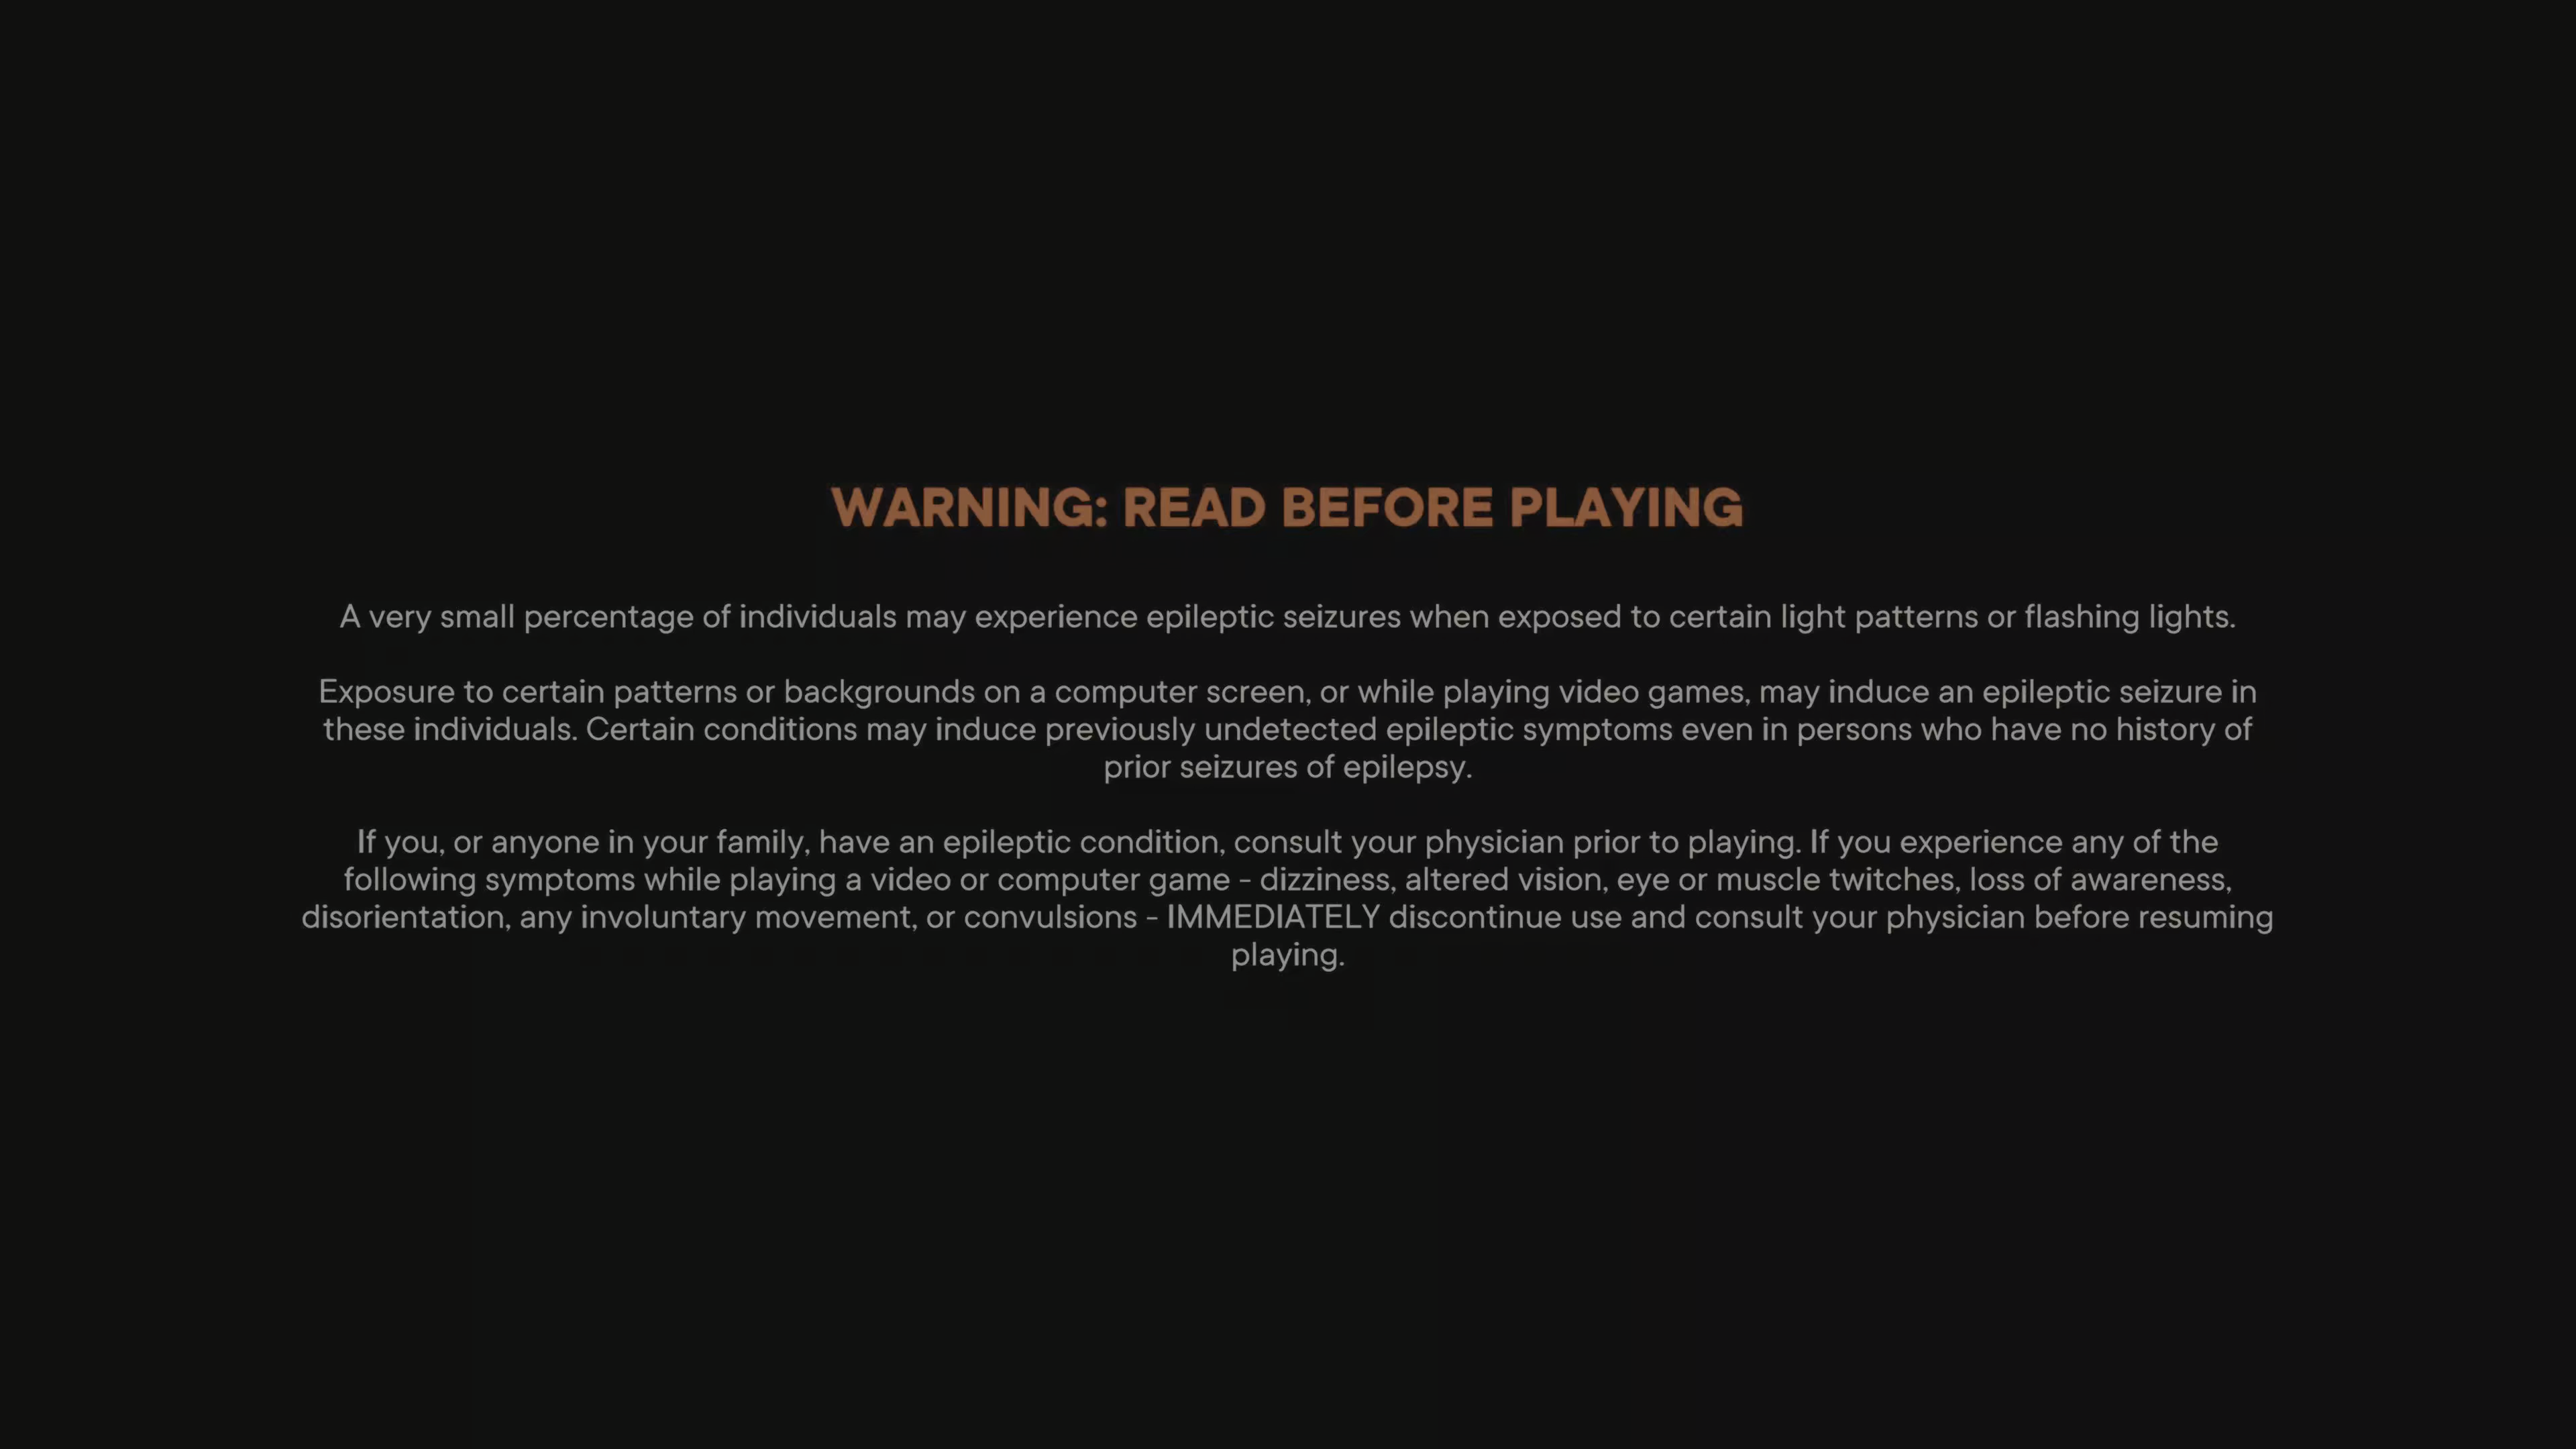 WARNING: READ BEFORE PLAYING
A very small percentage of individuals may experience epileptic seizures when exposed to certain light patterns or flashing lights.
Exposure to certain patterns or backgrounds on a computer screen, or while playing video games, may induce an epileptic seizure in
these individuals. Certain conditions may induce previously undetected epileptic symptoms even in persons who have no history of
prior seizures of epilepsy.
If you, or anyone in your family, have an epileptic condition, consult your physician prior to playing. If you experience any of the
following symptoms while playing a video or computer game - dizziness, altered vision, eye or muscle twitches, loss of awareness,
disorientation, any involuntary movement, or convulsions - IMMEDIATELY discontinue use and consult your physician before resuming
playing.